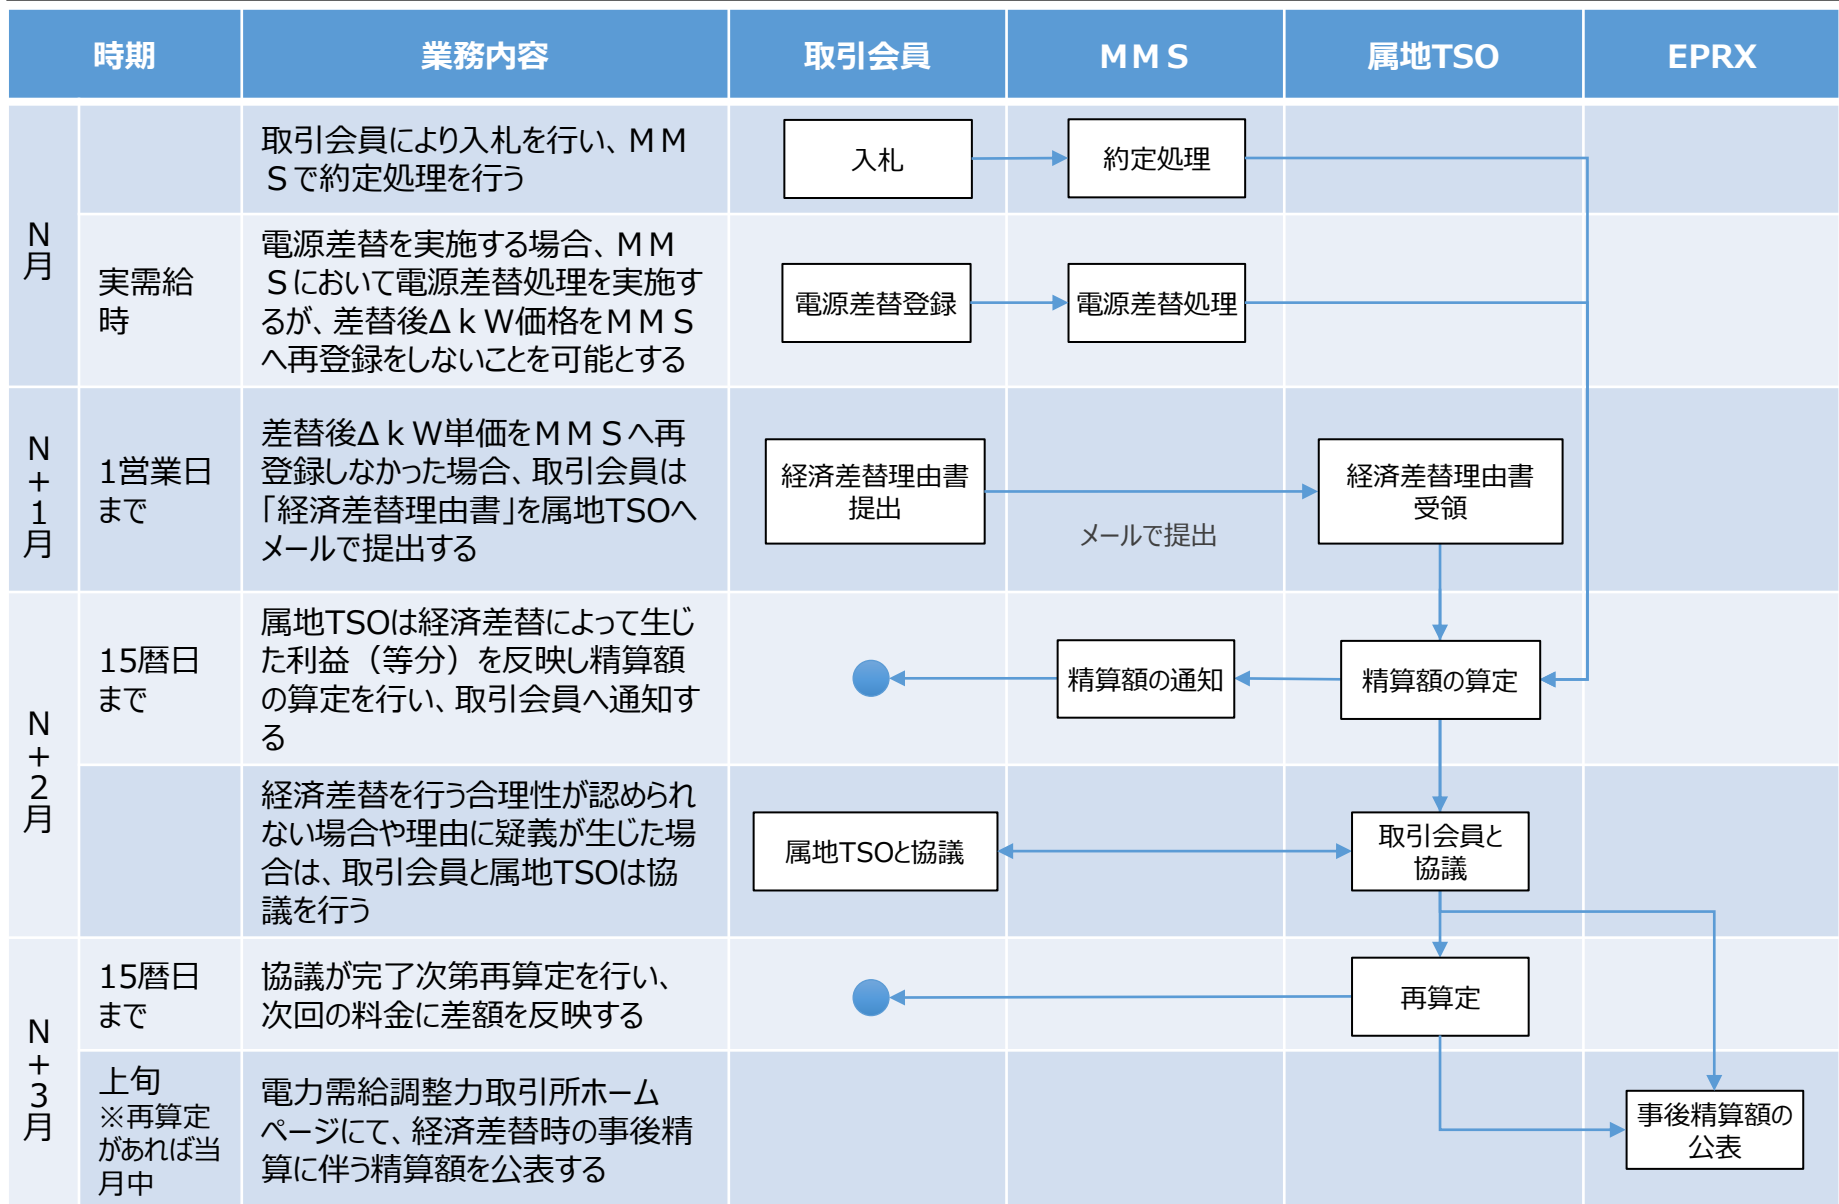 時期
業務内容
取引会員
ＭＭＳ
属地TSO
EPRX
Ｎ月
取引会員により入札を行い、ＭＭ
Ｓで約定処理を行う
入札
約定処理
実需給
時
電源差替を実施する場合、ＭＭ
Ｓにおいて電源差替処理を実施す
るが、差替後ΔｋＷ価格をＭＭＳ
へ再登録をしないことを可能とする
電源差替登録
電源差替処理
Ｎ＋１月
1営業日
まで
差替後ΔｋＷ単価をＭＭＳへ再
登録しなかった場合、取引会員は
「経済差替理由書」を属地TSOへ
メールで提出する
経済差替理由書
提出
メールで提出
経済差替理由書
受領
Ｎ＋２月
15暦日
まで
属地TSOは経済差替によって生じ
た利益（等分）を反映し精算額
の算定を行い、取引会員へ通知す
る
精算額の通知
精算額の算定
経済差替を行う合理性が認められ
ない場合や理由に疑義が生じた場
合は、取引会員と属地TSOは協
議を行う
属地TSOと協議
取引会員と
協議
Ｎ＋３月
15暦日
まで
協議が完了次第再算定を行い、
次回の料金に差額を反映する
再算定
上旬
※再算定
があれば当
月中
電力需給調整力取引所ホーム
ページにて、経済差替時の事後精
算に伴う精算額を公表する
事後精算額の
公表